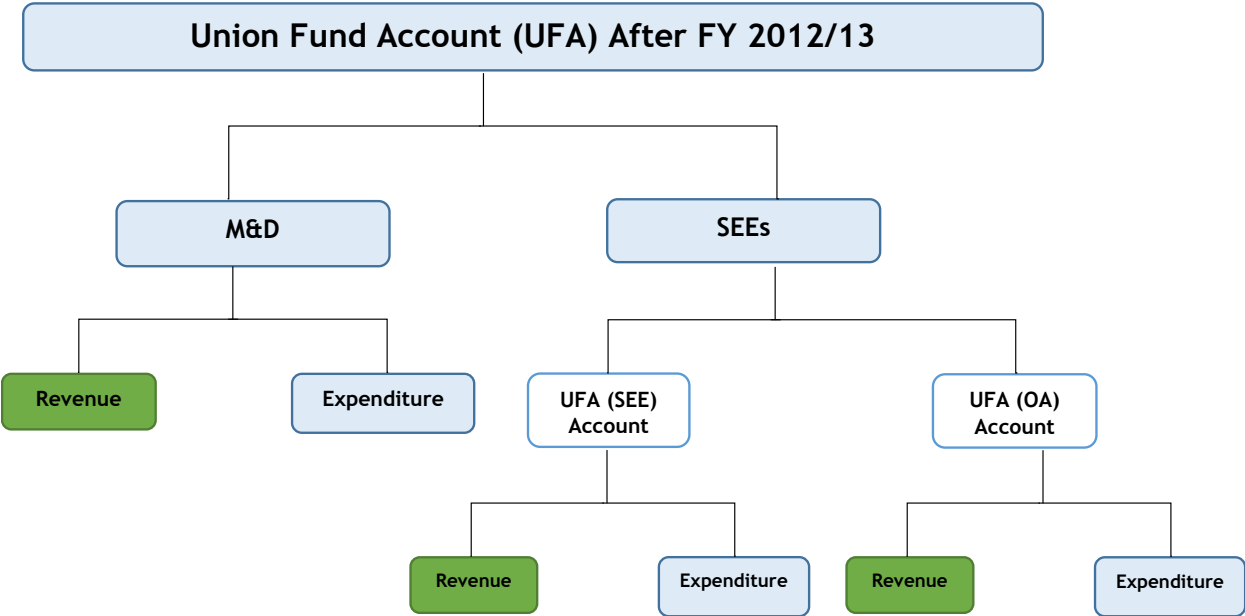 Union Fund Account (UFA) After FY 2012/13
M&D
SEEs
Revenue
Expenditure
UFA (SEE)
Account
UFA (OA)
Account
Revenue
Expenditure
Revenue
Expenditure